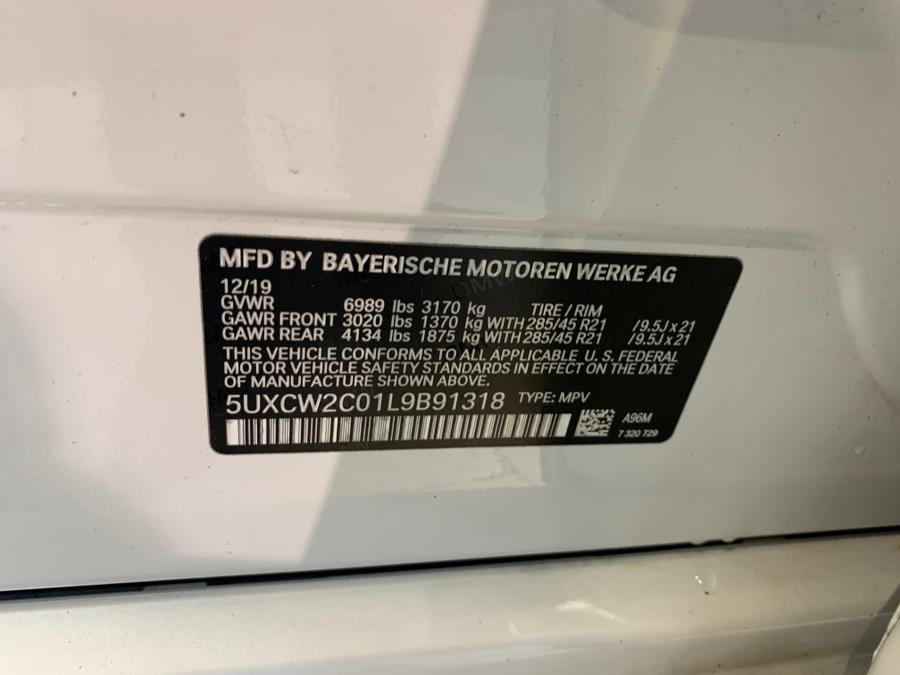 MFD BY BAYERISCHE MOTOREN WERKE AG
12/19
GVWR 6989 lbs 3170 kg TIRE / RIM
GAWR FRONT 3020 lbs 1370 kg WITH 285/45 R21 /9.5J x 21
GAWR REAR 4134 lbs 1875 kg WITH 285/45 R21 /9.5J x 21
THIS VEHICLE CONFORMS TO ALL APPLICABLE U. S. FEDERAL
MOTOR VEHICLE SAFETY STANDARDS IN EFFECT ON THE DATE
OF MANUFACTURE SHOWN ABOVE.
5UXCW2C01L9B91318 TYPE: MPV
A96M
7 320 729